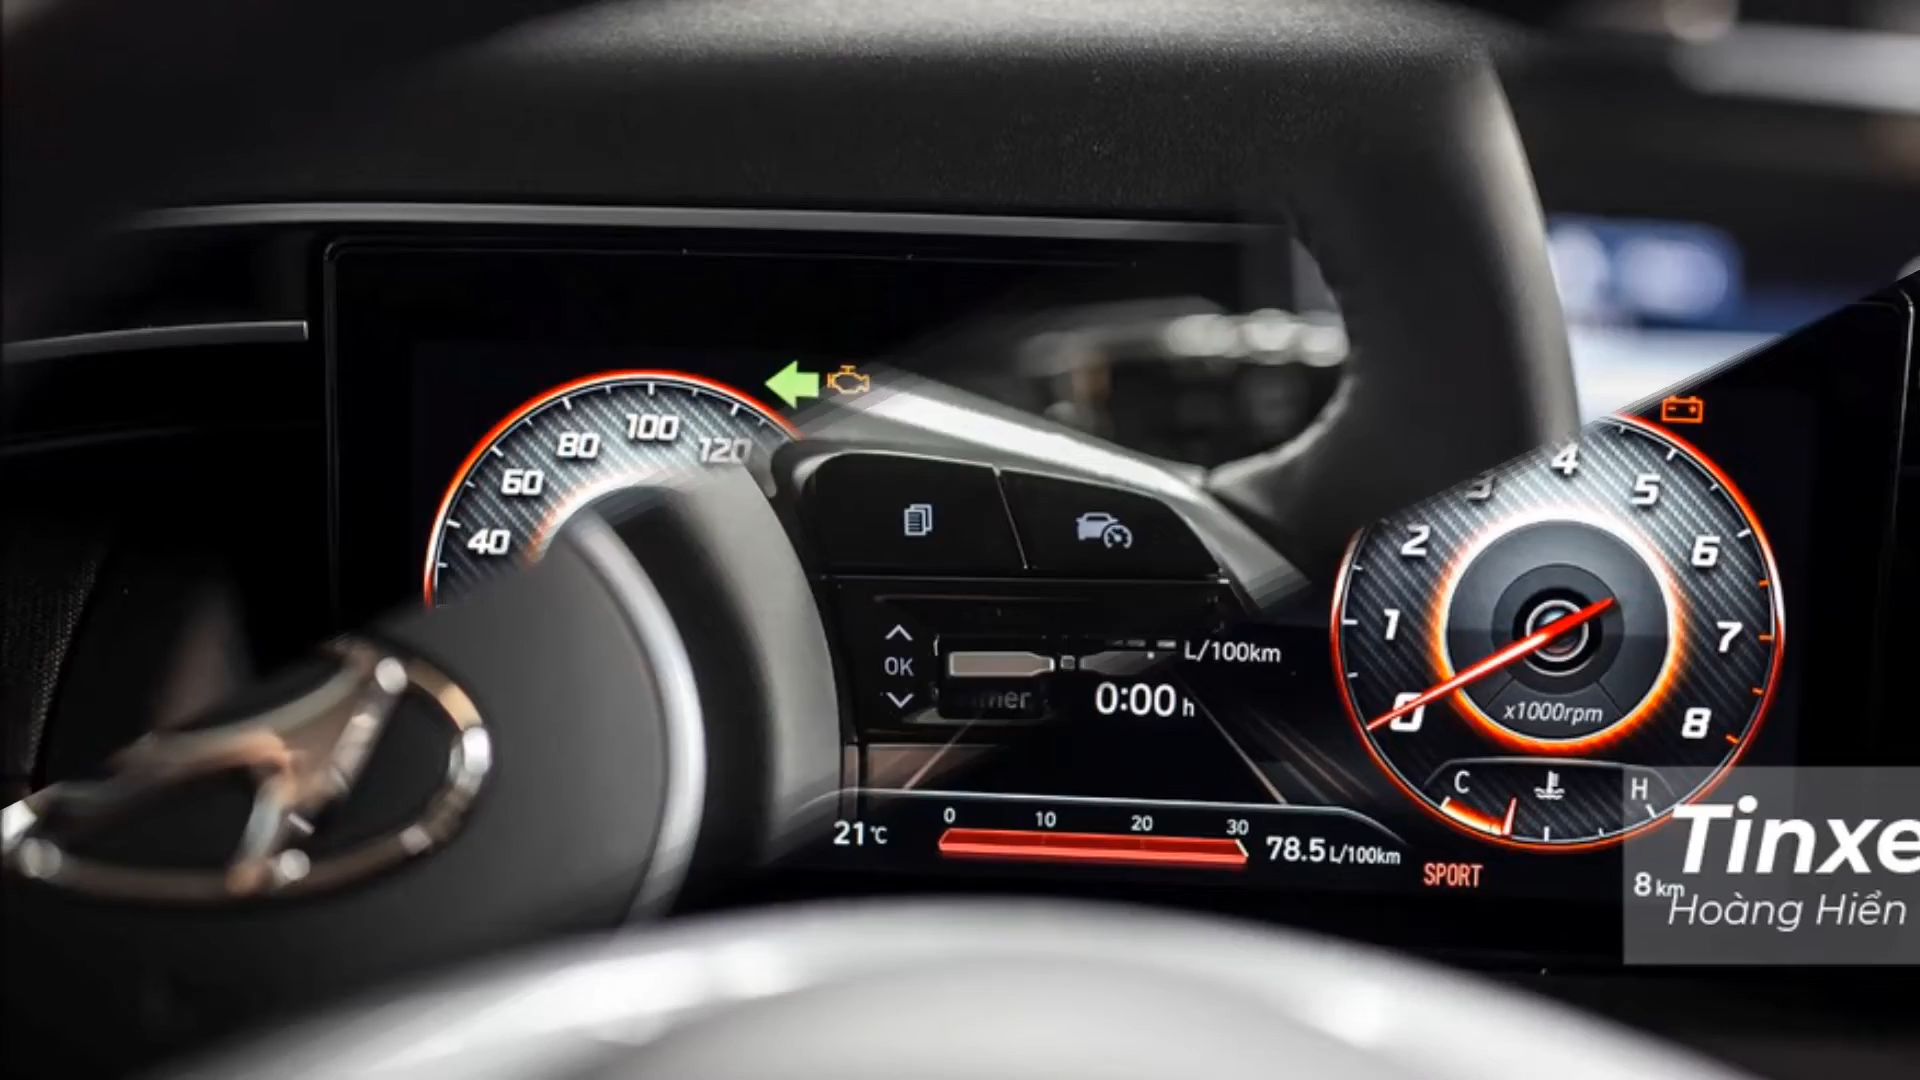 40 60 80 100 120
OK
L/100km
0:00 h
21 °C
0 10 20 30
78.5 L/100km
0 1 2 3 4 5 6 7 8
x1000rpm
C H
SPORT
8 km
Tinxe
Hoàng Hiển